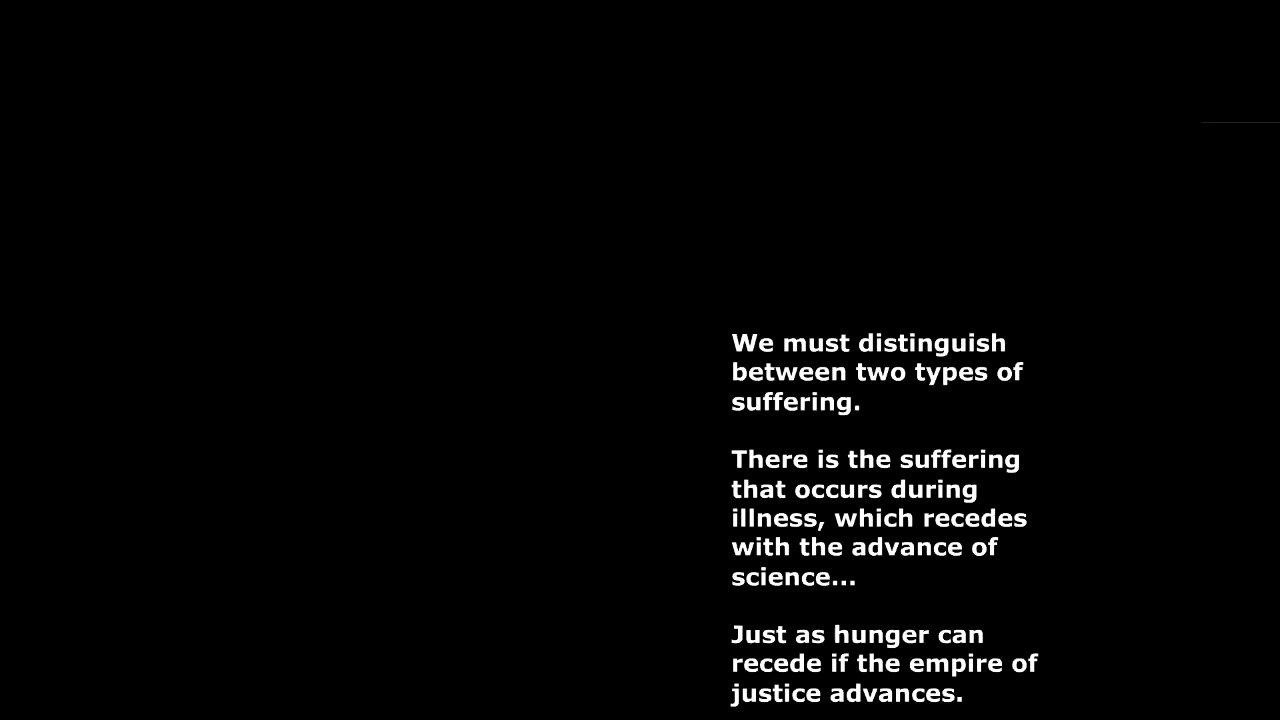 We must distinguish
between two types of
suffering.
There is the suffering
that occurs during
illness, which recedes
with the advance of
science...
Just as hunger can
recede if the empire of
justice advances.